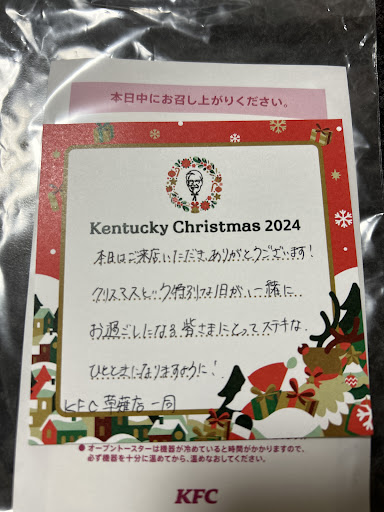 本日中にお召し上がりください。
Kentucky Christmas 2024
本日はご来店いただき、ありがとうございます!
クリスマスという特別な1日が、一緒に
お過ごしになる皆さまにとってステキな
ひとときになりますように!
KFC 草薙店一同
●オーブントースターは機器が冷めていると時間がかかりますので、
必ず機器を十分に温めてから、温めなおしてください。
KFC